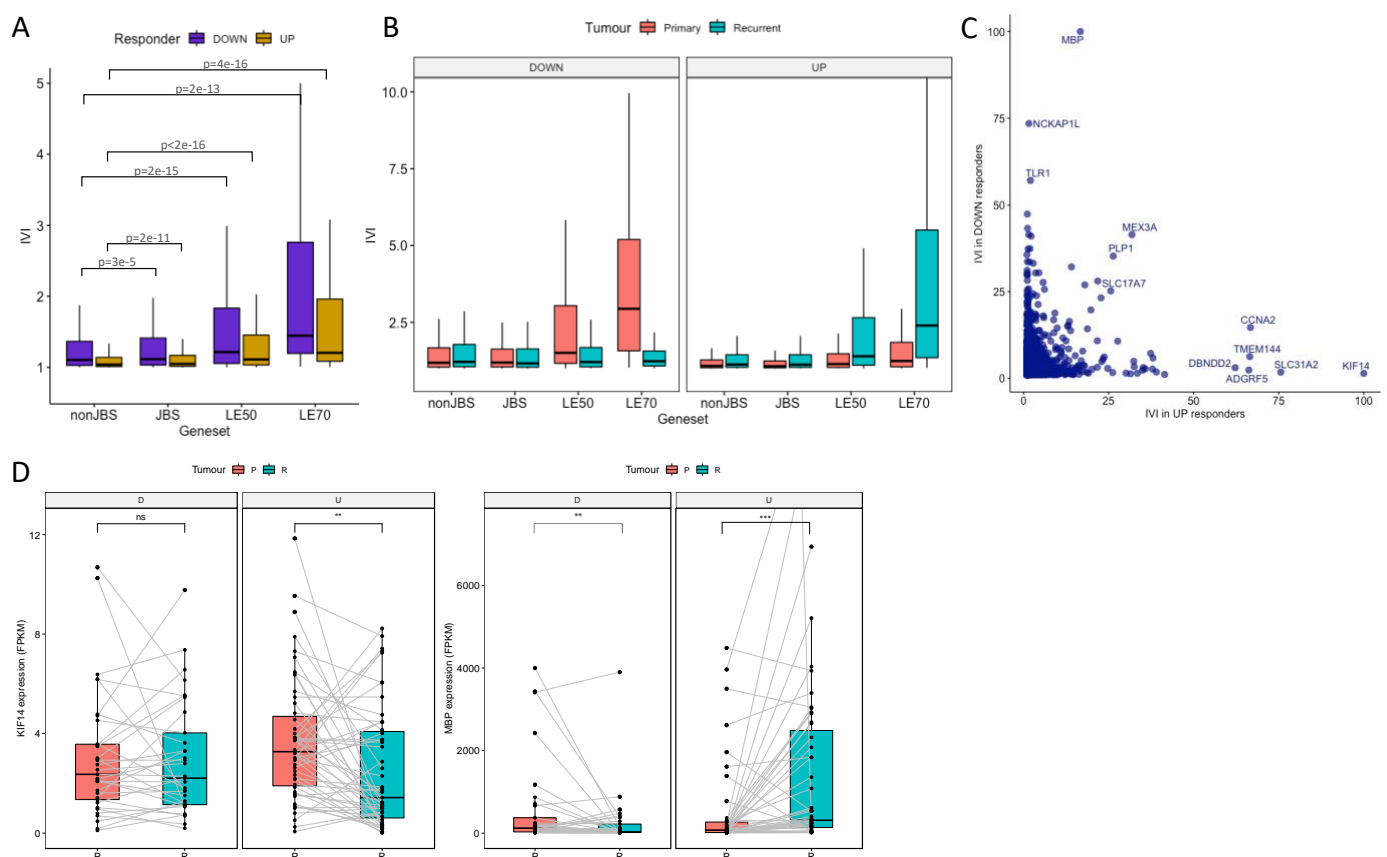 A
Responder DOWN UP
p=4e-16
p=2e-13
p<2e-16
p=2e-15
p=2e-11
p=3e-5
IVI
5
4
3
2
1
nonJBS JBS LE50 LE70
Geneset
B
Tumour Primary Recurrent
DOWN UP
IVI
10.0
7.5
5.0
2.5
nonJBS JBS LE50 LE70 nonJBS JBS LE50 LE70
Geneset
C
IVI in DOWN responders
100
75
50
25
0
MBP
NCKAP1L
TLR1
MEX3A
PLP1
SLC17A7
CCNA2
TMEM144
DBNDD2
SLC31A2
KIF14
ADGRF5
0 25 50 75 100
IVI in UP responders
D
Tumour P R
D U
ns **
KIF14 expression (FPKM)
12
8
4
0
P R P R
Tumour P R
D U
** ***
MBP expression (FPKM)
6000
4000
2000
0